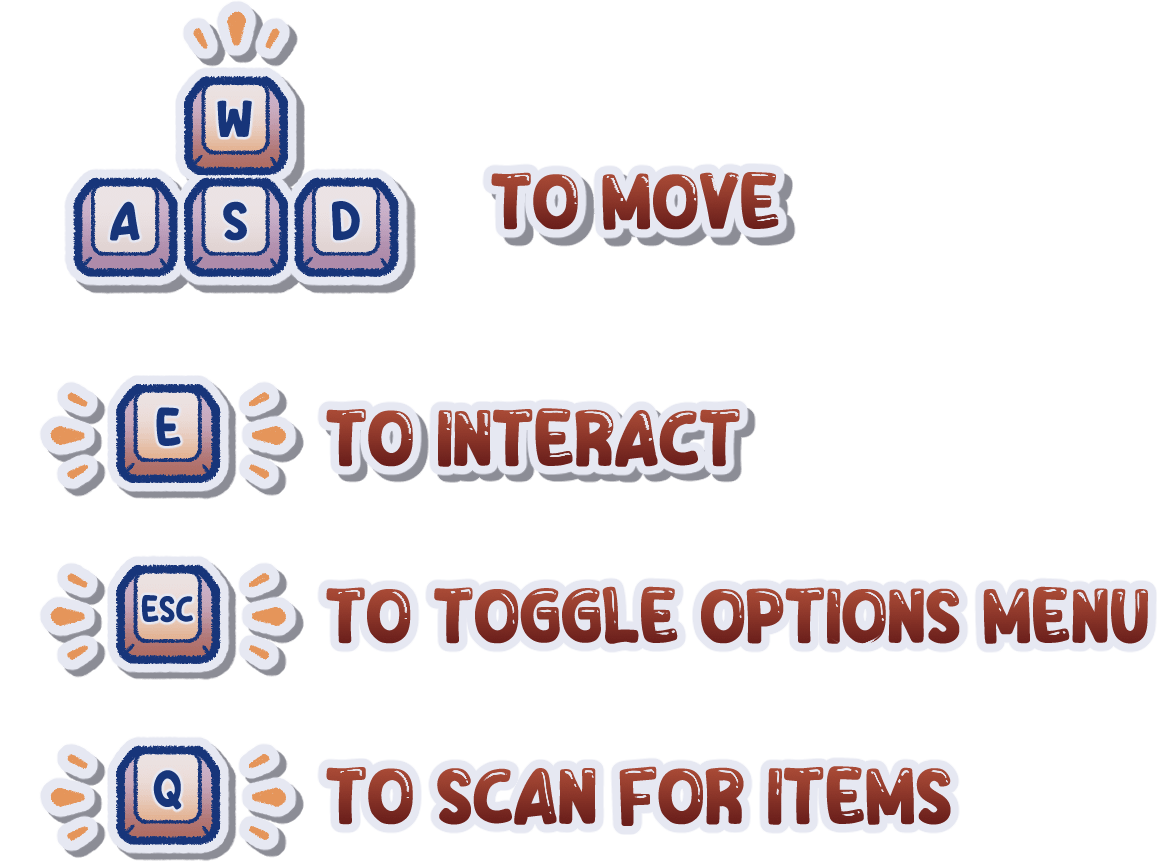 W
A S D TO MOVE
E TO INTERACT
ESC TO TOGGLE OPTIONS MENU
Q TO SCAN FOR ITEMS